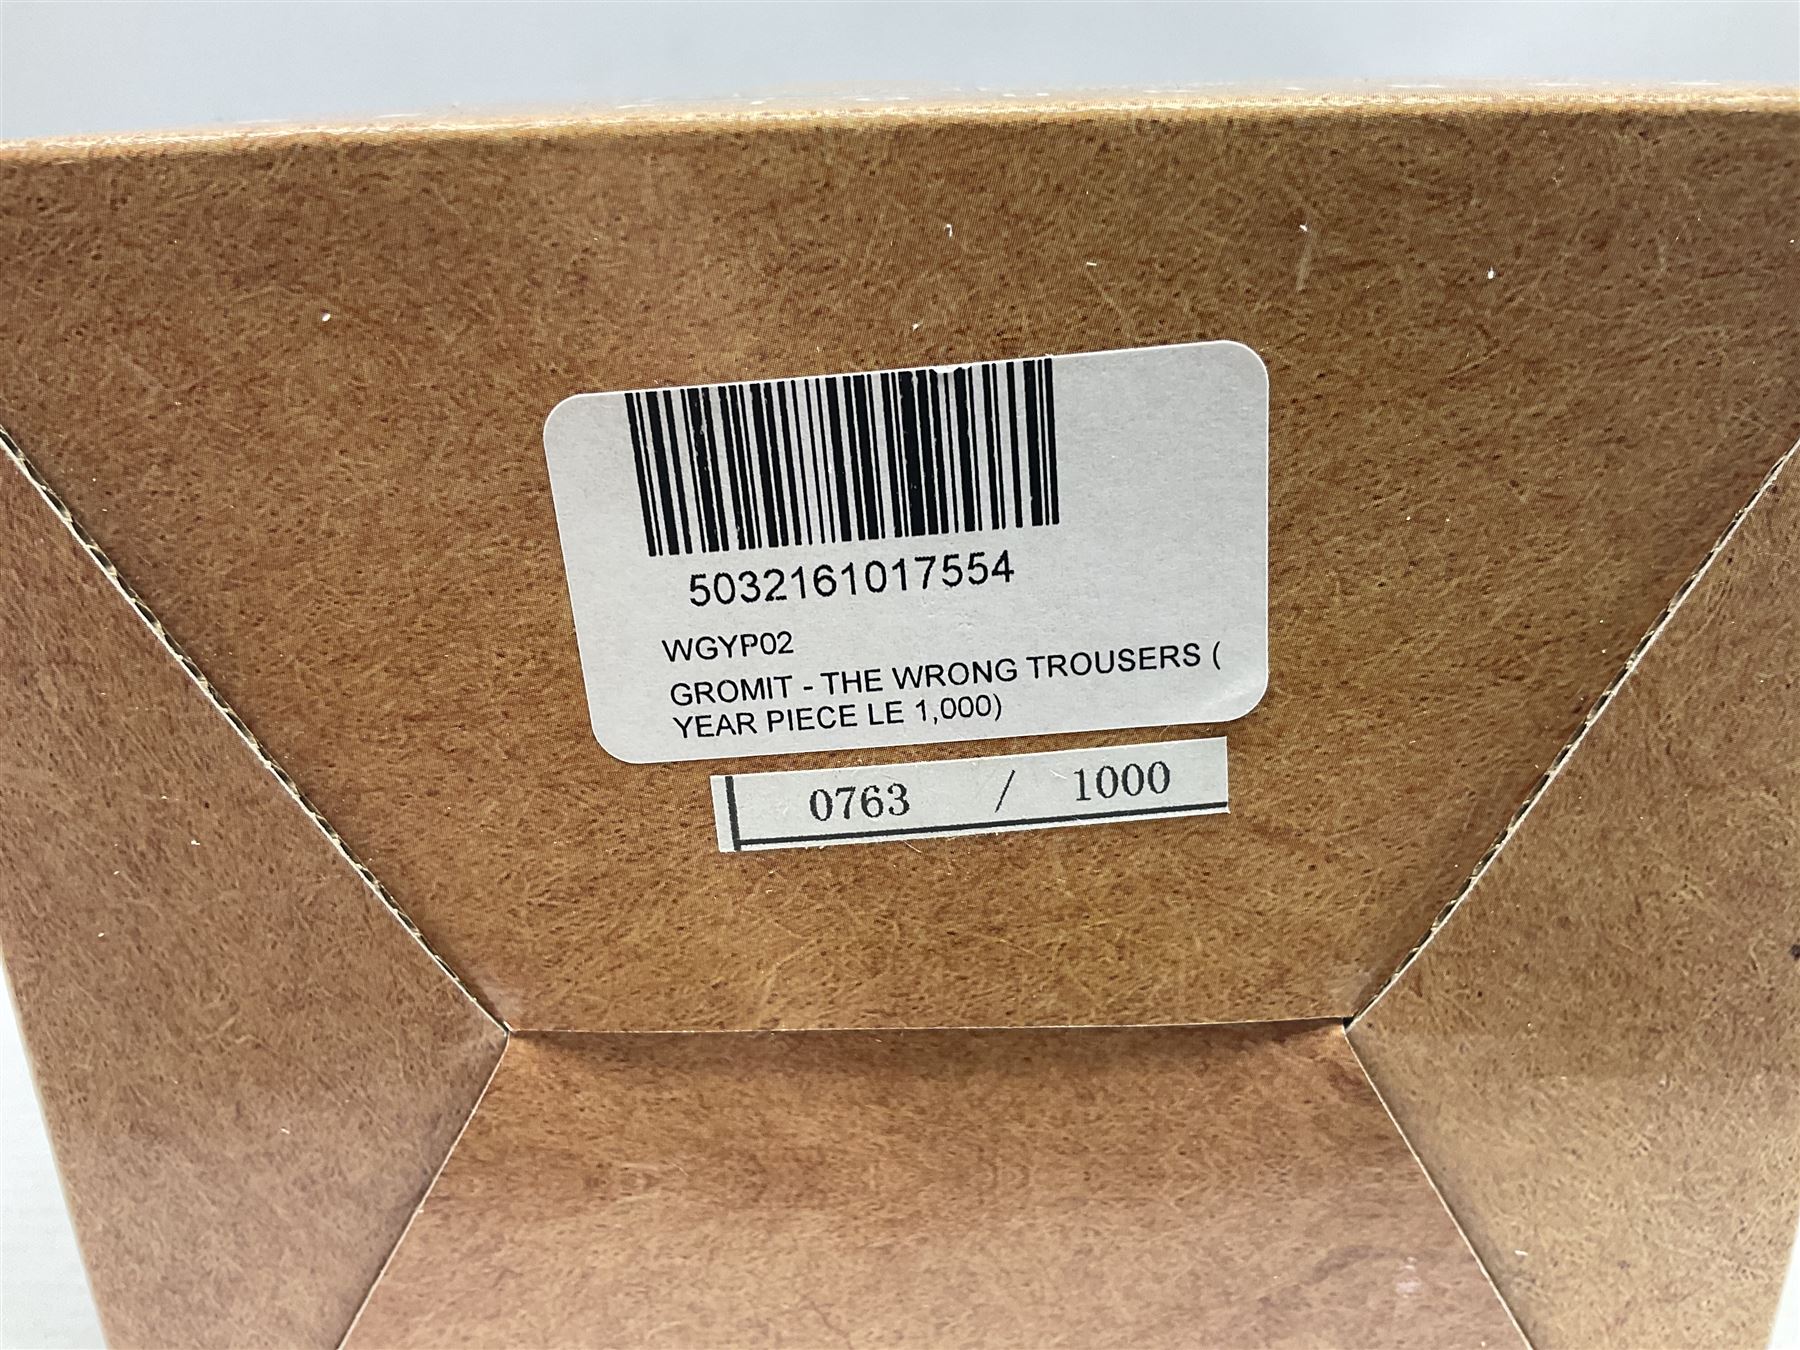 5032161017554
WGYP02
GROMIT - THE WRONG TROUSERS (
YEAR PIECE LE 1,000)
0763 / 1000